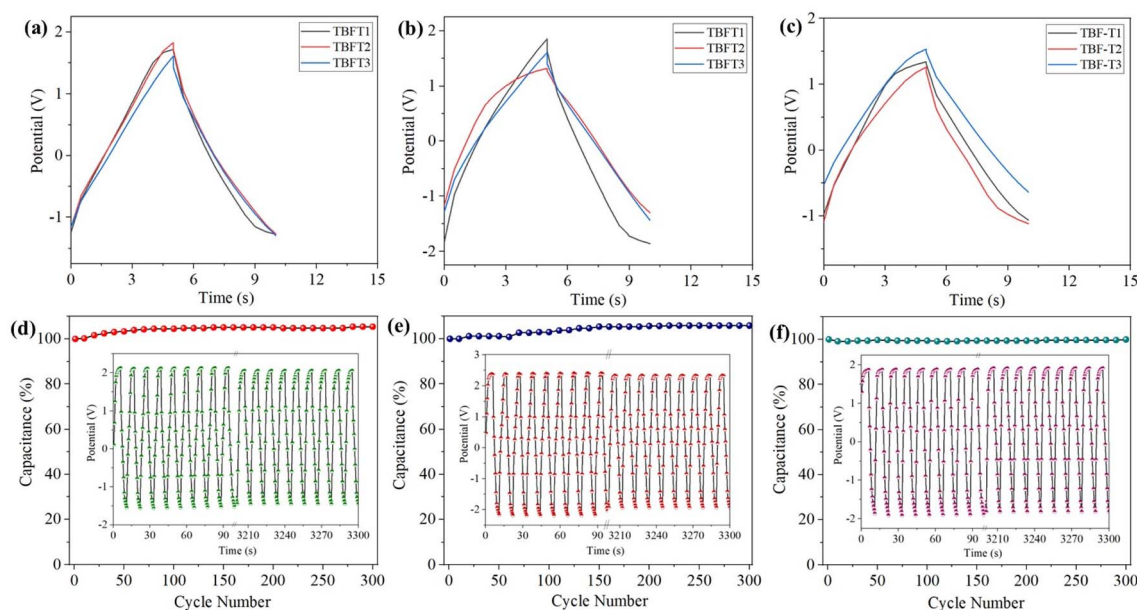 (a)
TBFT1
TBFT2
TBFT3
Potential (V)
2
1
0
-1
0 3 6 9 12 15
Time (s)
(b)
TBFT1
TBFT2
TBFT3
Potential (V)
2
1
0
-1
-2
0 3 6 9 12 15
Time (s)
(c)
TBF-T1
TBF-T2
TBF-T3
Potential (V)
2
1
0
-1
0 3 6 9 12 15
Time (s)
(d)
Capacitance (%)
100
80
60
40
20
0
0 50 100 150 200 250 300
Cycle Number
Potential (V)
2
1
0
-1
-2
0 30 60 90 3210 3240 3270 3300
Time (s)
(e)
Capacitance (%)
100
80
60
40
20
0
0 50 100 150 200 250 300
Cycle Number
Potential (V)
3
2
1
0
-1
-2
0 30 60 90 3210 3240 3270 3300
Time (s)
(f)
Capacitance (%)
100
80
60
40
20
0
0 50 100 150 200 250 300
Cycle Number
Potential (V)
2
1
0
-1
-2
0 30 60 90 3210 3240 3270 3300
Time (s)